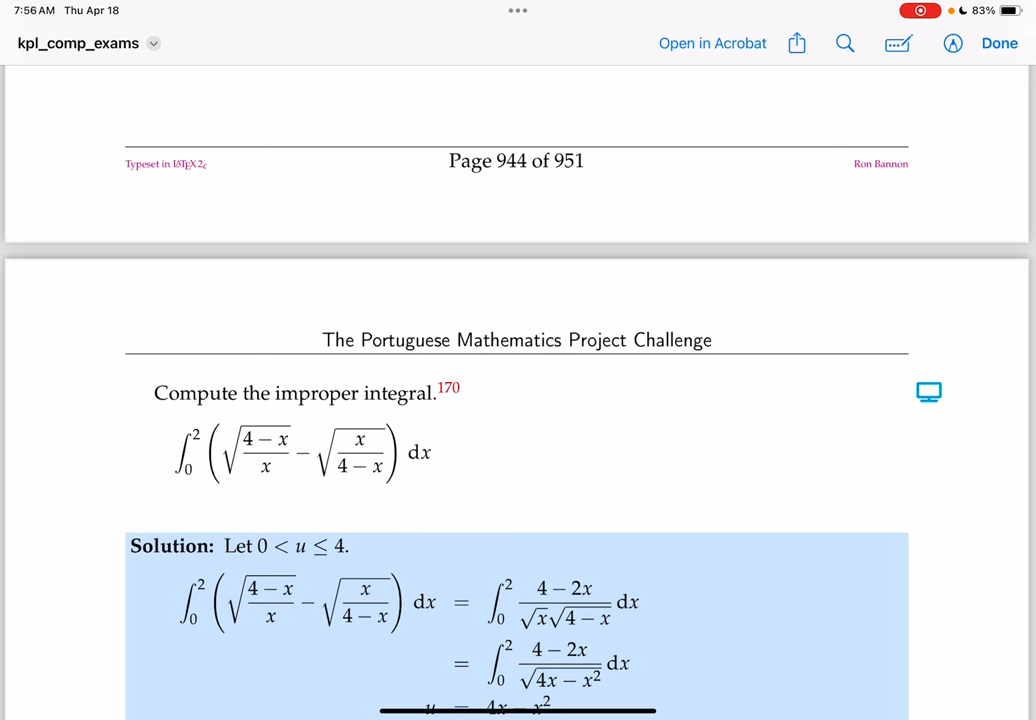 7:56 AM Thu Apr 18
83%
kpl_comp_exams
Open in Acrobat
Done
Typeset in LATEX 2ε
Page 944 of 951
Ron Bannon
The Portuguese Mathematics Project Challenge
Compute the improper integral.170
∫₀² (√((4 − x)/x) − √(x/(4 − x))) dx
Solution: Let 0 < u ≤ 4.
∫₀² (√((4 − x)/x) − √(x/(4 − x))) dx = ∫₀² (4 − 2x)/(√x√(4 − x)) dx
= ∫₀² (4 − 2x)/√(4x − x²) dx
u = 4x − x²